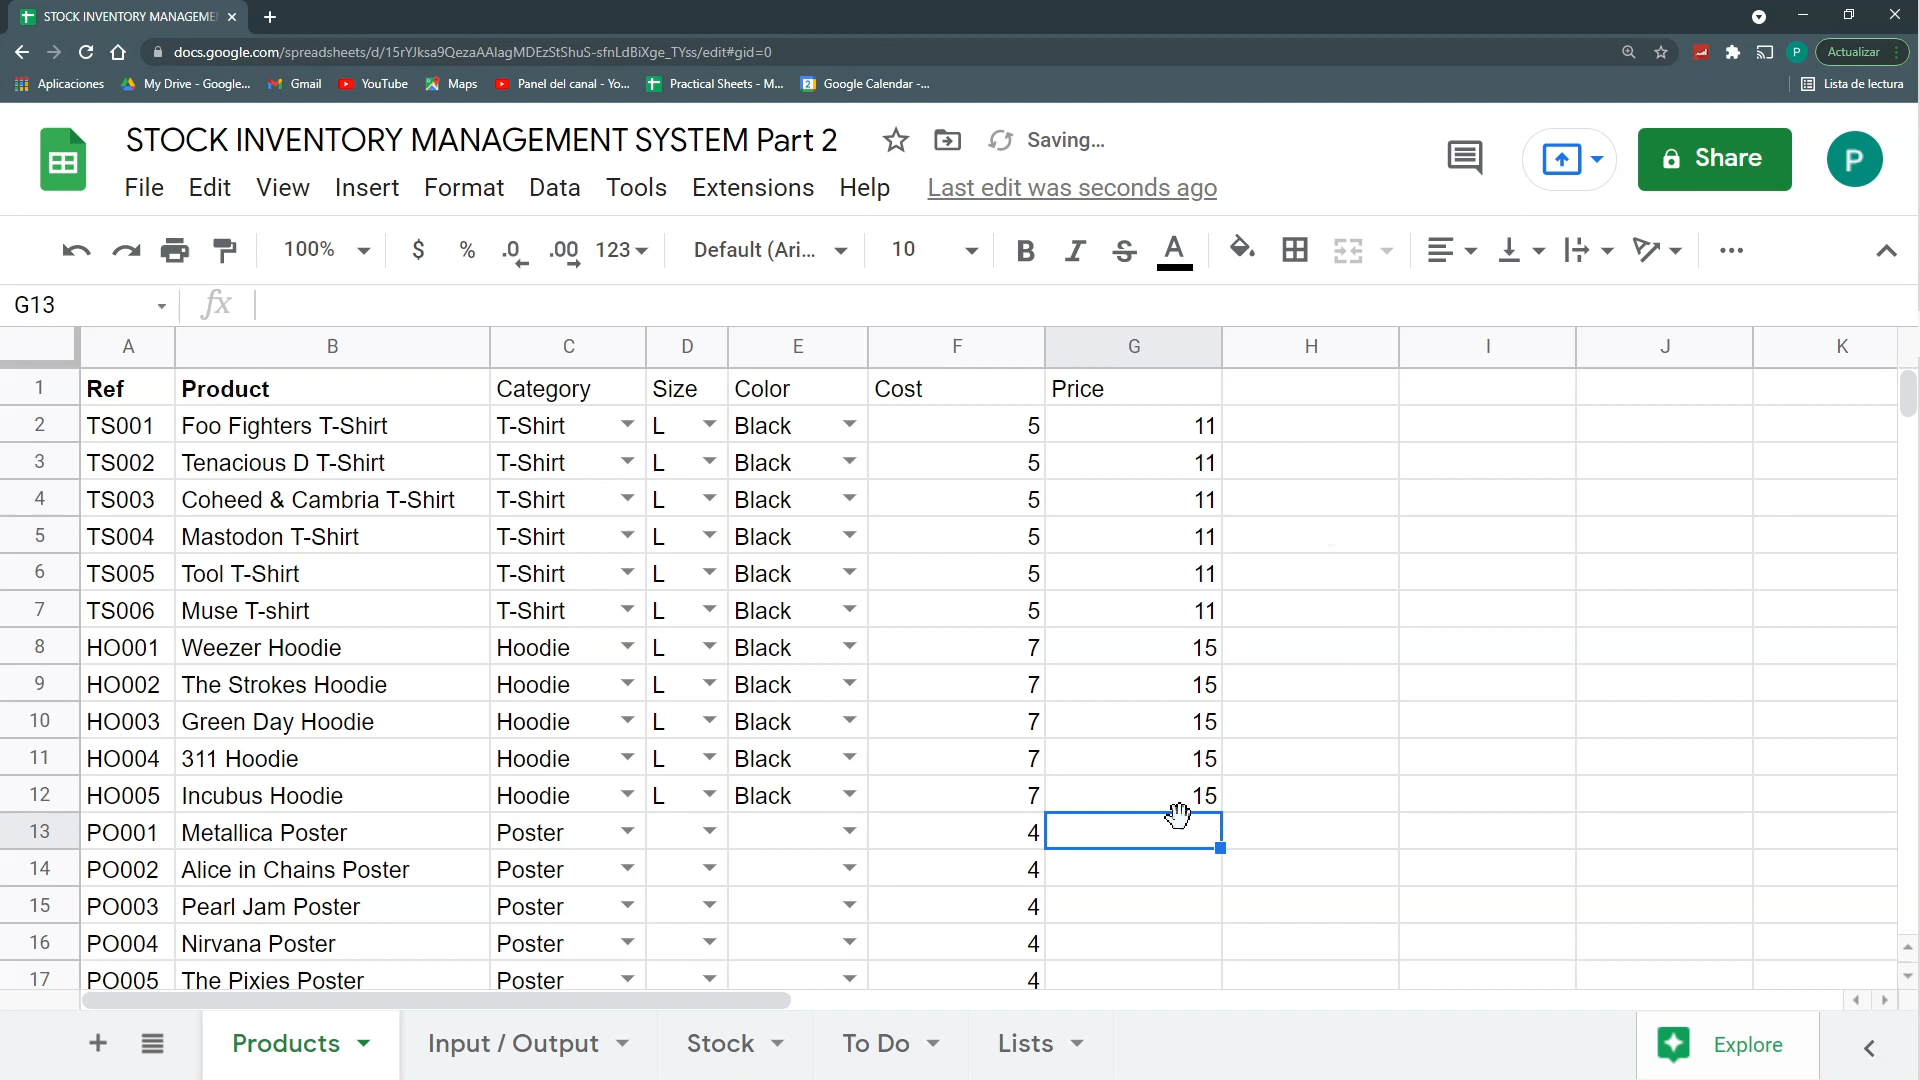 STOCK INVENTORY MANAGEME
docs.google.com/spreadsheets/d/15rYJksa9QezaAAlagMDEzStShuS-sfnLdBiXge_TYss/edit#gid=0
P Actualizar
Aplicaciones My Drive - Google... Gmail YouTube Maps Panel del canal - Yo... Practical Sheets - M... Google Calendar -... Lista de lectura
STOCK INVENTORY MANAGEMENT SYSTEM Part 2 Saving... Share P
File Edit View Insert Format Data Tools Extensions Help Last edit was seconds ago
100% $ % .0 .00 123 Default (Ari... 10 B I S A
G13 fx
A B C D E F G H I J K
1 Ref Product Category Size Color Cost Price
2 TS001 Foo Fighters T-Shirt T-Shirt L Black 5 11
3 TS002 Tenacious D T-Shirt T-Shirt L Black 5 11
4 TS003 Coheed & Cambria T-Shirt T-Shirt L Black 5 11
5 TS004 Mastodon T-Shirt T-Shirt L Black 5 11
6 TS005 Tool T-Shirt T-Shirt L Black 5 11
7 TS006 Muse T-shirt T-Shirt L Black 5 11
8 HO001 Weezer Hoodie Hoodie L Black 7 15
9 HO002 The Strokes Hoodie Hoodie L Black 7 15
10 HO003 Green Day Hoodie Hoodie L Black 7 15
11 HO004 311 Hoodie Hoodie L Black 7 15
12 HO005 Incubus Hoodie Hoodie L Black 7 15
13 PO001 Metallica Poster Poster 4
14 PO002 Alice in Chains Poster Poster 4
15 PO003 Pearl Jam Poster Poster 4
16 PO004 Nirvana Poster Poster 4
17 PO005 The Pixies Poster Poster 4
Products Input / Output Stock To Do Lists Explore